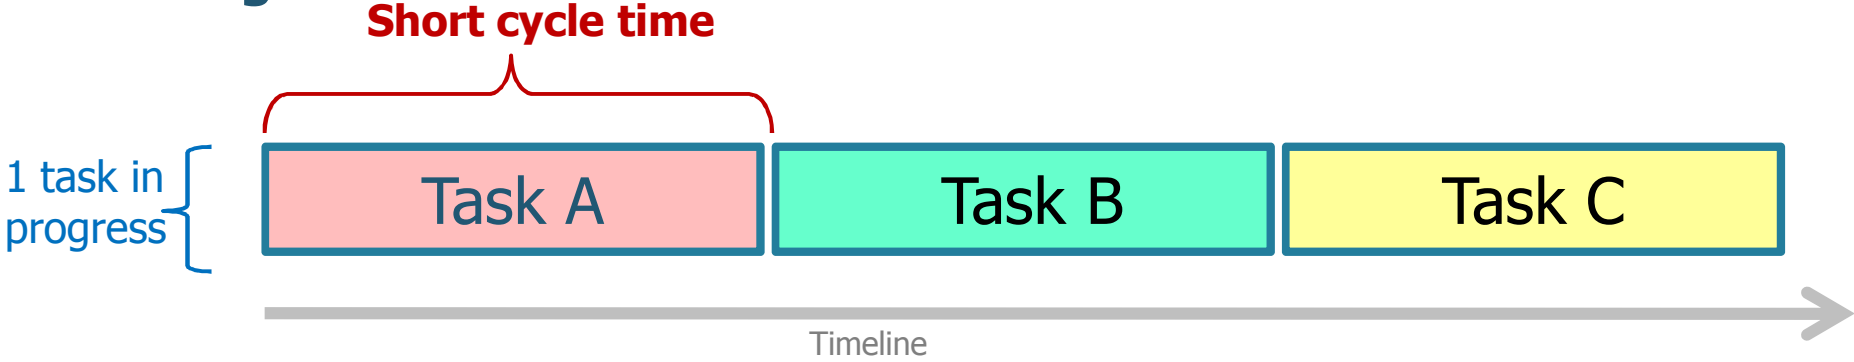 Short cycle time
1 task in
progress
Task A
Task B
Task C
Timeline